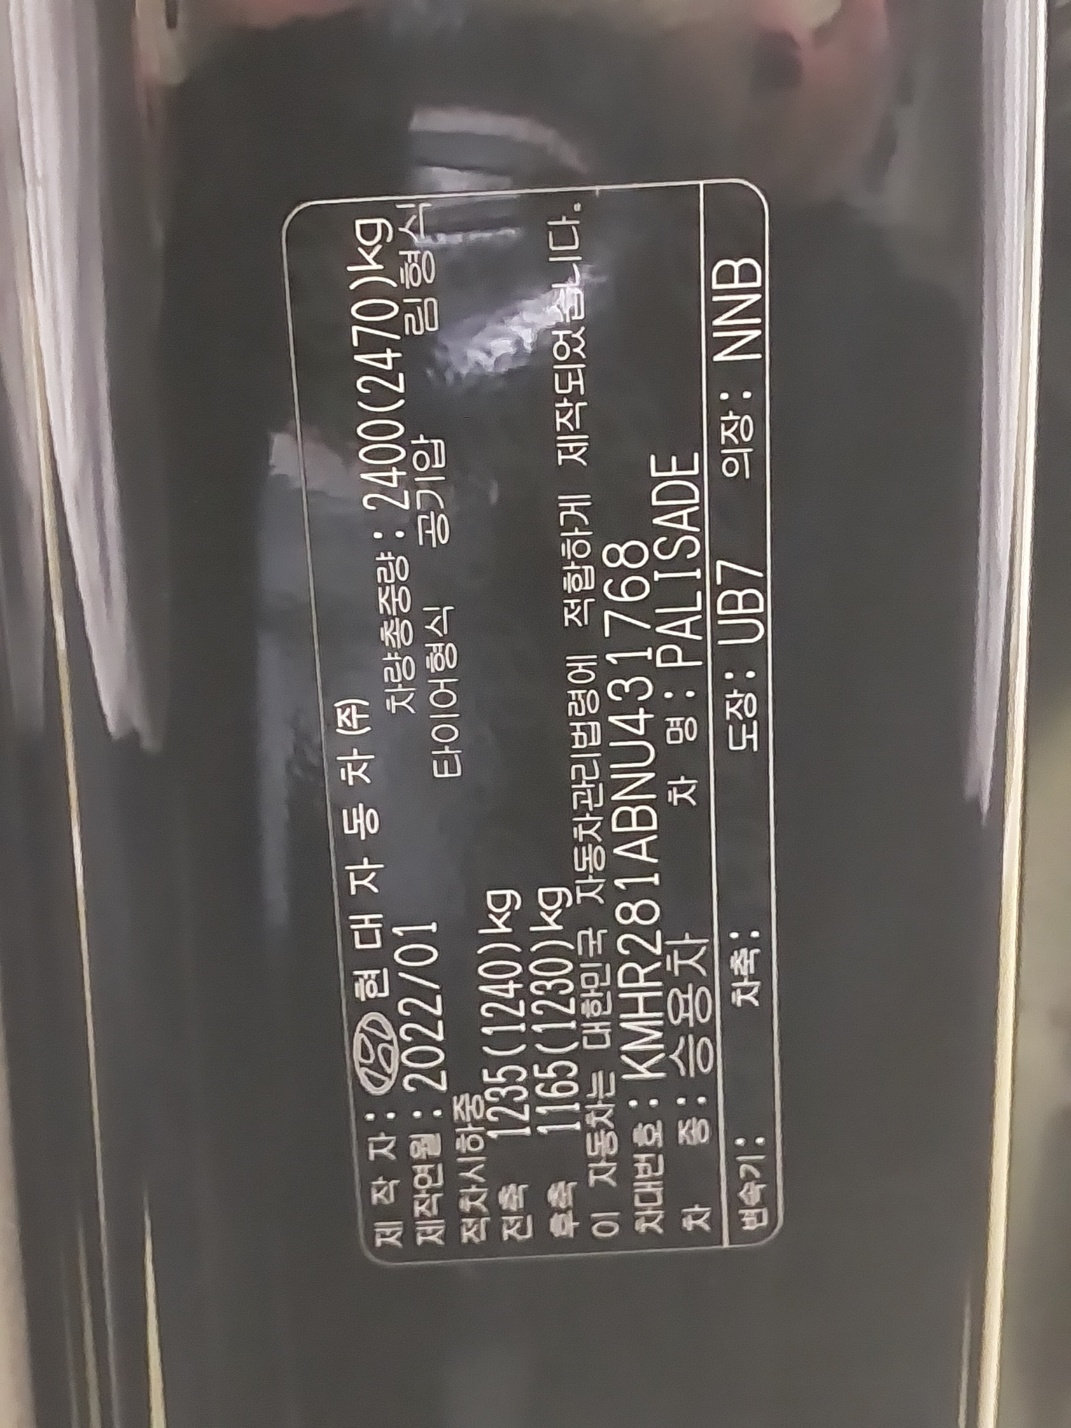 제 작 자 : 현 대 자 동 차 (주)
제작연월 : 2022/01 차량총중량 : 2400(2470)kg
적차시하중 타이어형식 공기압 림형식
전축 1235(1240)kg
후축 1165(1230)kg
이 자동차는 대한민국 자동차관리법령에 적합하게 제작되었습니다.
차대번호 : KMHR281ABNU431768
차 종 : 승용차 차 명 : PALISADE
변속기: 차축: 도장: UB7 의장: NNB